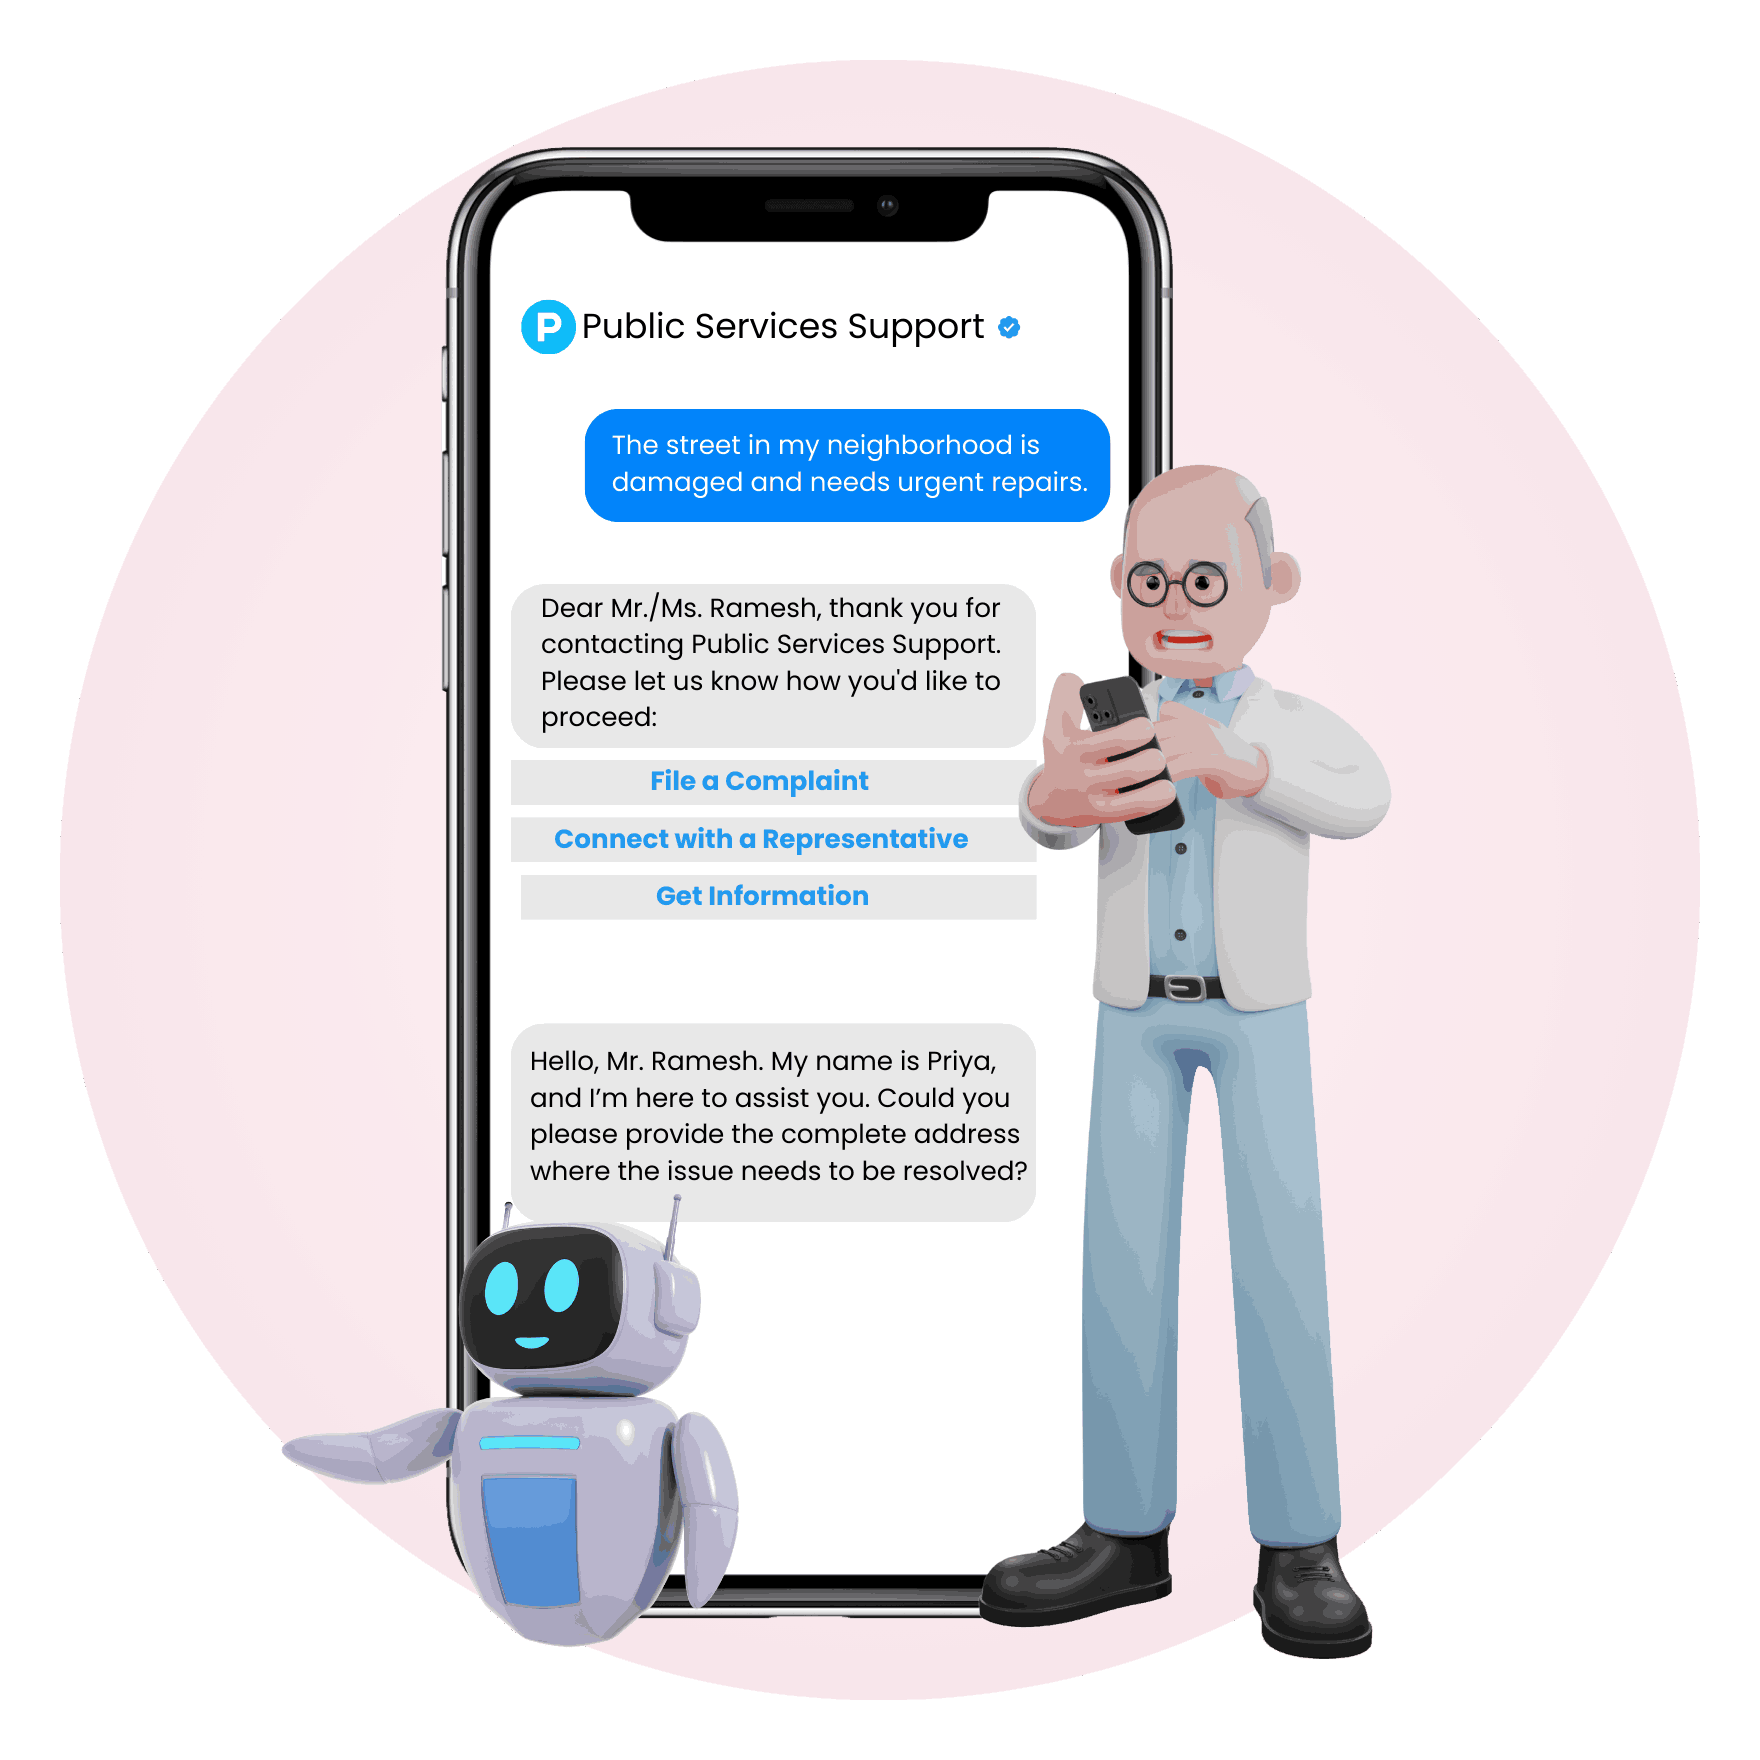 P Public Services Support
The street in my neighborhood is
damaged and needs urgent repairs.
Dear Mr./Ms. Ramesh, thank you for
contacting Public Services Support.
Please let us know how you'd like to
proceed:
File a Complaint
Connect with a Representative
Get Information
Hello, Mr. Ramesh. My name is Priya,
and I’m here to assist you. Could you
please provide the complete address
where the issue needs to be resolved?